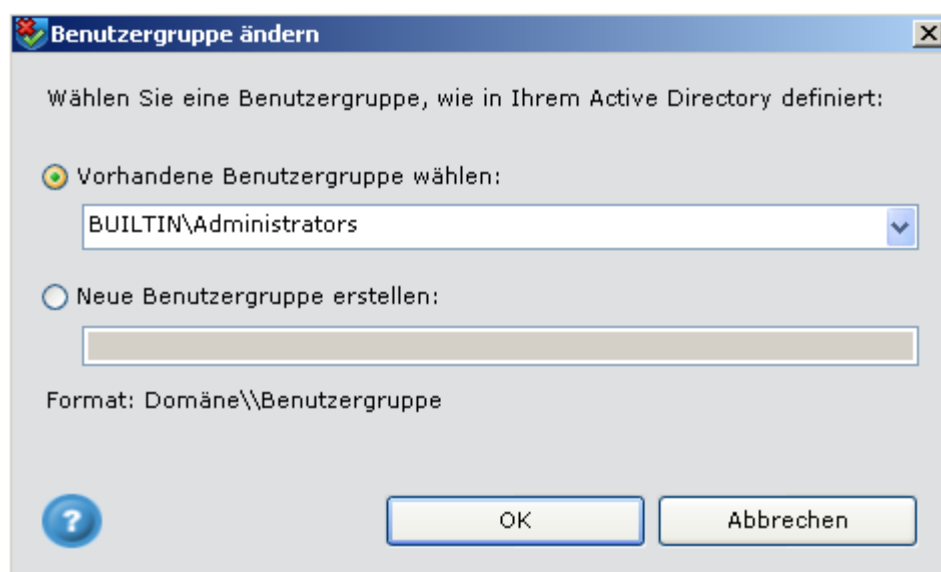 Benutzergruppe ändern
Wählen Sie eine Benutzergruppe, wie in Ihrem Active Directory definiert:
Vorhandene Benutzergruppe wählen:
BUILTIN\Administrators
Neue Benutzergruppe erstellen:
Format: Domäne\\Benutzergruppe
?
OK
Abbrechen